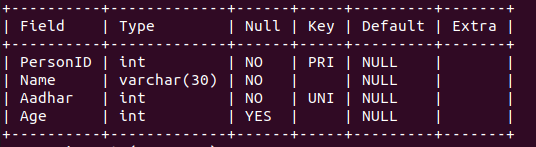 +----------+-------------+------+-----+---------+-------+
| Field    | Type        | Null | Key | Default | Extra |
+----------+-------------+------+-----+---------+-------+
| PersonID | int         | NO   | PRI | NULL    |       |
| Name     | varchar(30) | NO   |     | NULL    |       |
| Aadhar   | int         | NO   | UNI | NULL    |       |
| Age      | int         | YES  |     | NULL    |       |
+----------+-------------+------+-----+---------+-------+